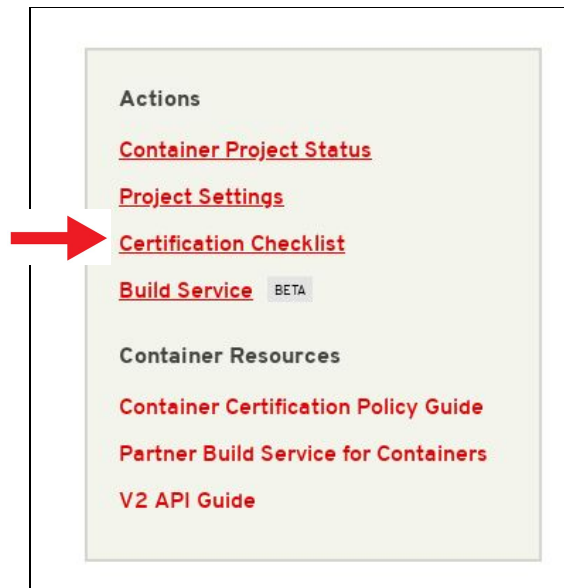 Actions
Container Project Status
Project Settings
Certification Checklist
Build Service BETA
Container Resources
Container Certification Policy Guide
Partner Build Service for Containers
V2 API Guide